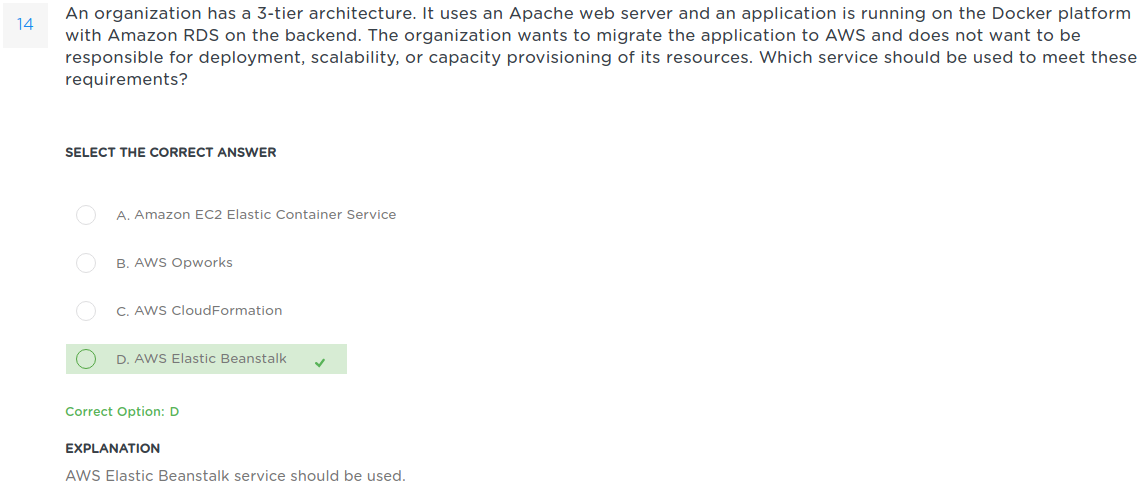 14
An organization has a 3-tier architecture. It uses an Apache web server and an application is running on the Docker platform
with Amazon RDS on the backend. The organization wants to migrate the application to AWS and does not want to be
responsible for deployment, scalability, or capacity provisioning of its resources. Which service should be used to meet these
requirements?
SELECT THE CORRECT ANSWER
A. Amazon EC2 Elastic Container Service
B. AWS Opworks
C. AWS CloudFormation
D. AWS Elastic Beanstalk
Correct Option: D
EXPLANATION
AWS Elastic Beanstalk service should be used.